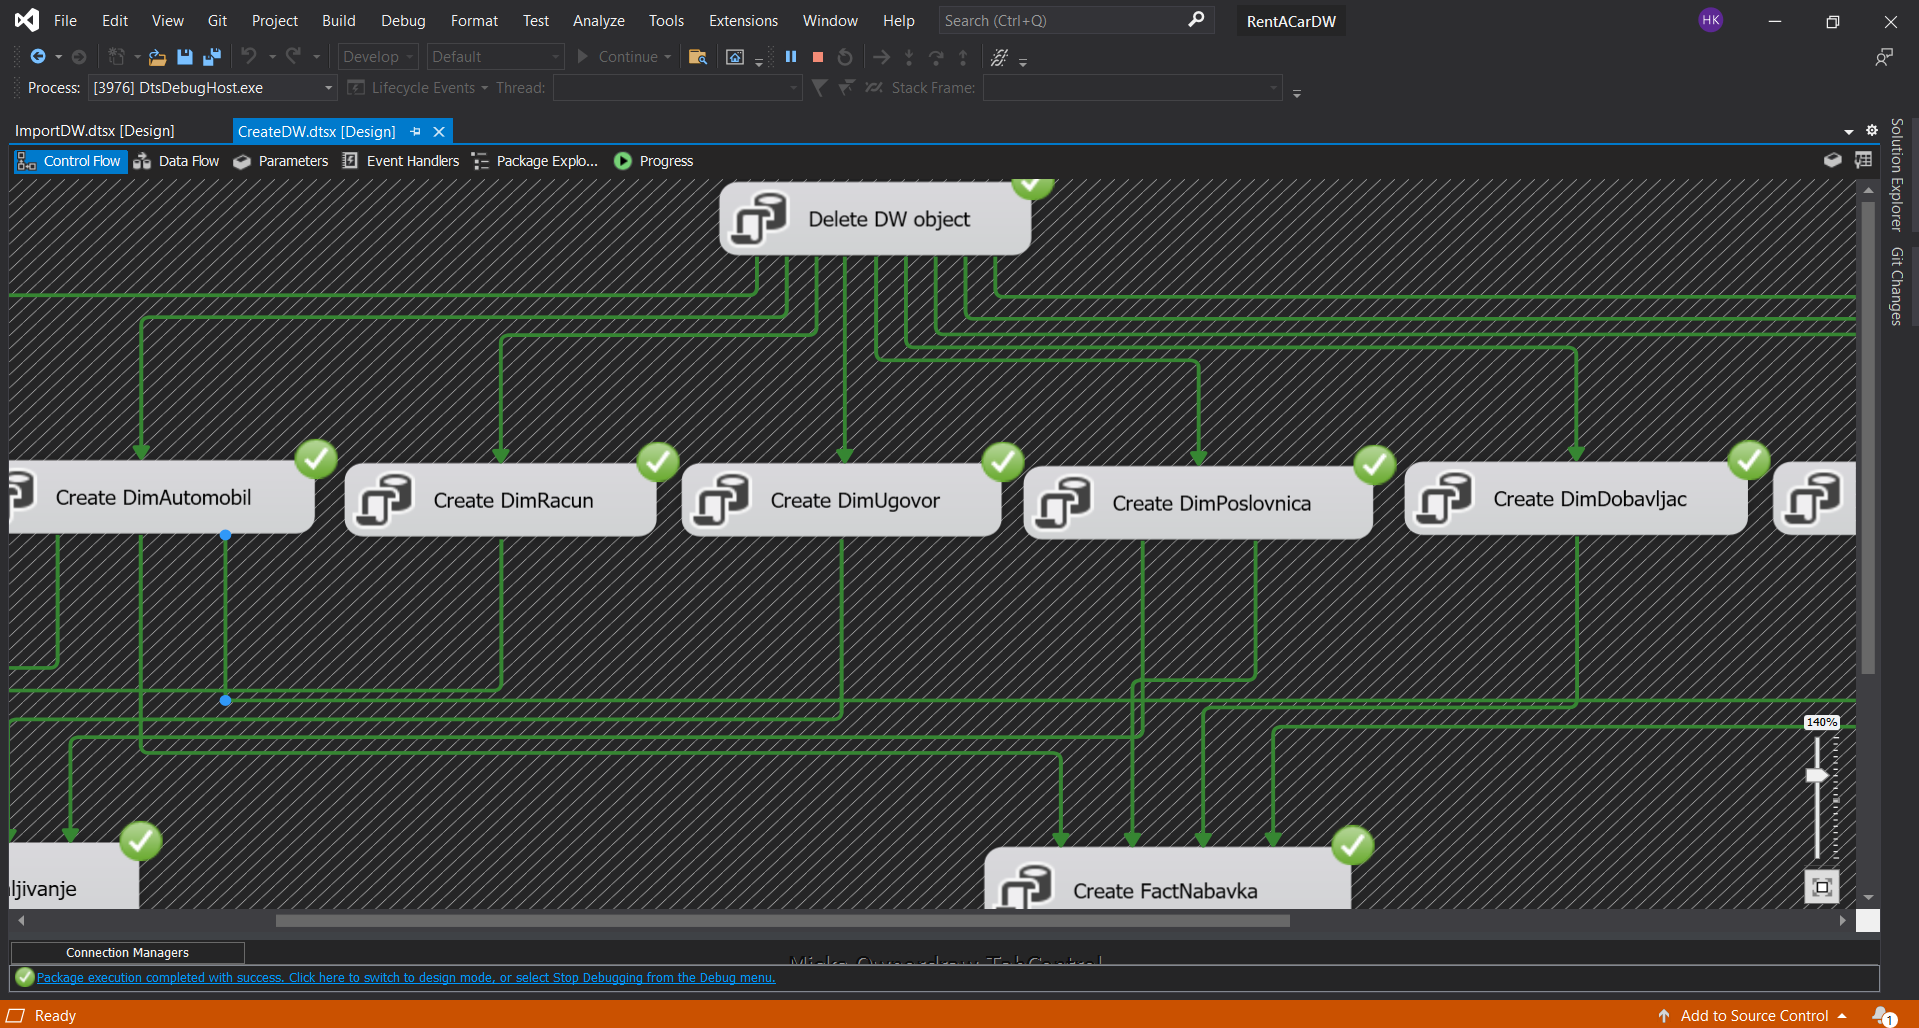 File Edit View Git Project Build Debug Format Test Analyze Tools Extensions Window Help Search (Ctrl+Q) RentACarDW HK
Develop Default Continue
Process: [3976] DtsDebugHost.exe Lifecycle Events Thread: Stack Frame:
ImportDW.dtsx [Design] CreateDW.dtsx [Design]
Control Flow Data Flow Parameters Event Handlers Package Explo... Progress
Solution Explorer
Git Changes
Delete DW object
Create DimAutomobil
Create DimRacun
Create DimUgovor
Create DimPoslovnica
Create DimDobavljac
140%
ljivanje
Create FactNabavka
Connection Managers
Package execution completed with success. Click here to switch to design mode, or select Stop Debugging from the Debug menu.
Ready Add to Source Control 1